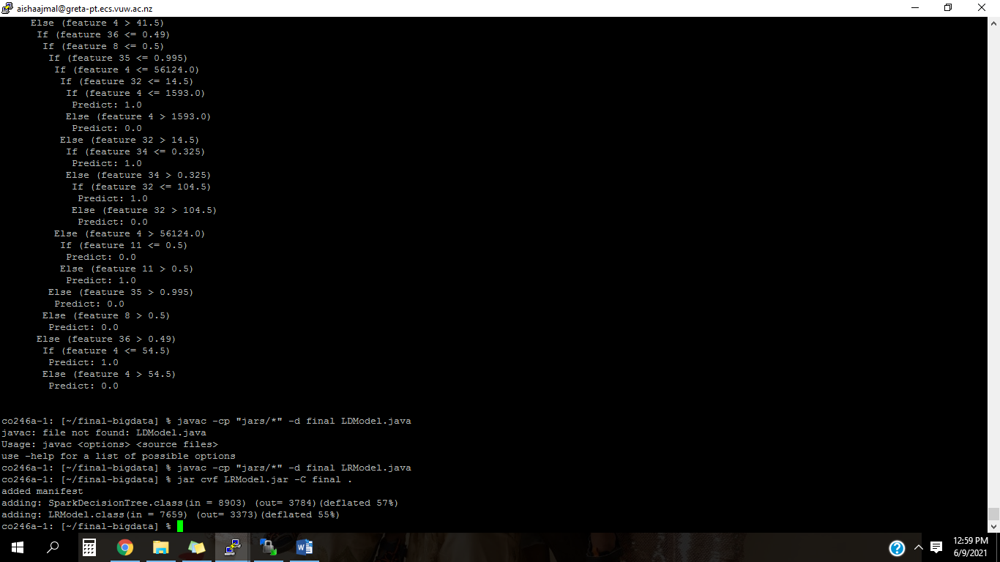 aishaajmal@greta-pt.ecs.vuw.ac.nz
Else (feature 4 > 41.5)
If (feature 36 <= 0.49)
If (feature 8 <= 0.5)
If (feature 35 <= 0.995)
If (feature 4 <= 56124.0)
If (feature 32 <= 14.5)
If (feature 4 <= 1593.0)
Predict: 1.0
Else (feature 4 > 1593.0)
Predict: 0.0
Else (feature 32 > 14.5)
If (feature 34 <= 0.325)
Predict: 1.0
Else (feature 34 > 0.325)
If (feature 32 <= 104.5)
Predict: 1.0
Else (feature 32 > 104.5)
Predict: 0.0
Else (feature 4 > 56124.0)
If (feature 11 <= 0.5)
Predict: 0.0
Else (feature 11 > 0.5)
Predict: 1.0
Else (feature 35 > 0.995)
Predict: 0.0
Else (feature 8 > 0.5)
Predict: 0.0
Else (feature 36 > 0.49)
If (feature 4 <= 54.5)
Predict: 1.0
Else (feature 4 > 54.5)
Predict: 0.0
co246a-1: [~/final-bigdata] % javac -cp "jars/*" -d final LDModel.java
javac: file not found: LDModel.java
Usage: javac <options> <source files>
use -help for a list of possible options
co246a-1: [~/final-bigdata] % javac -cp "jars/*" -d final LRModel.java
co246a-1: [~/final-bigdata] % jar cvf LRModel.jar -C final .
added manifest
adding: SparkDecisionTree.class(in = 8903) (out= 3784)(deflated 57%)
adding: LRModel.class(in = 7659) (out= 3373)(deflated 55%)
co246a-1: [~/final-bigdata] %
12:59 PM
6/9/2021